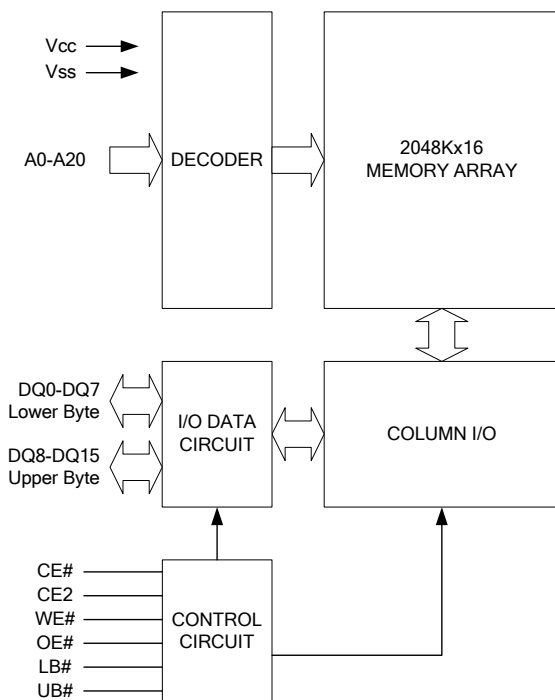 Vcc
Vss
A0-A20
DECODER
2048Kx16
MEMORY ARRAY
DQ0-DQ7
Lower Byte
DQ8-DQ15
Upper Byte
I/O DATA
CIRCUIT
COLUMN I/O
CE#
CE2
WE#
OE#
LB#
UB#
CONTROL
CIRCUIT